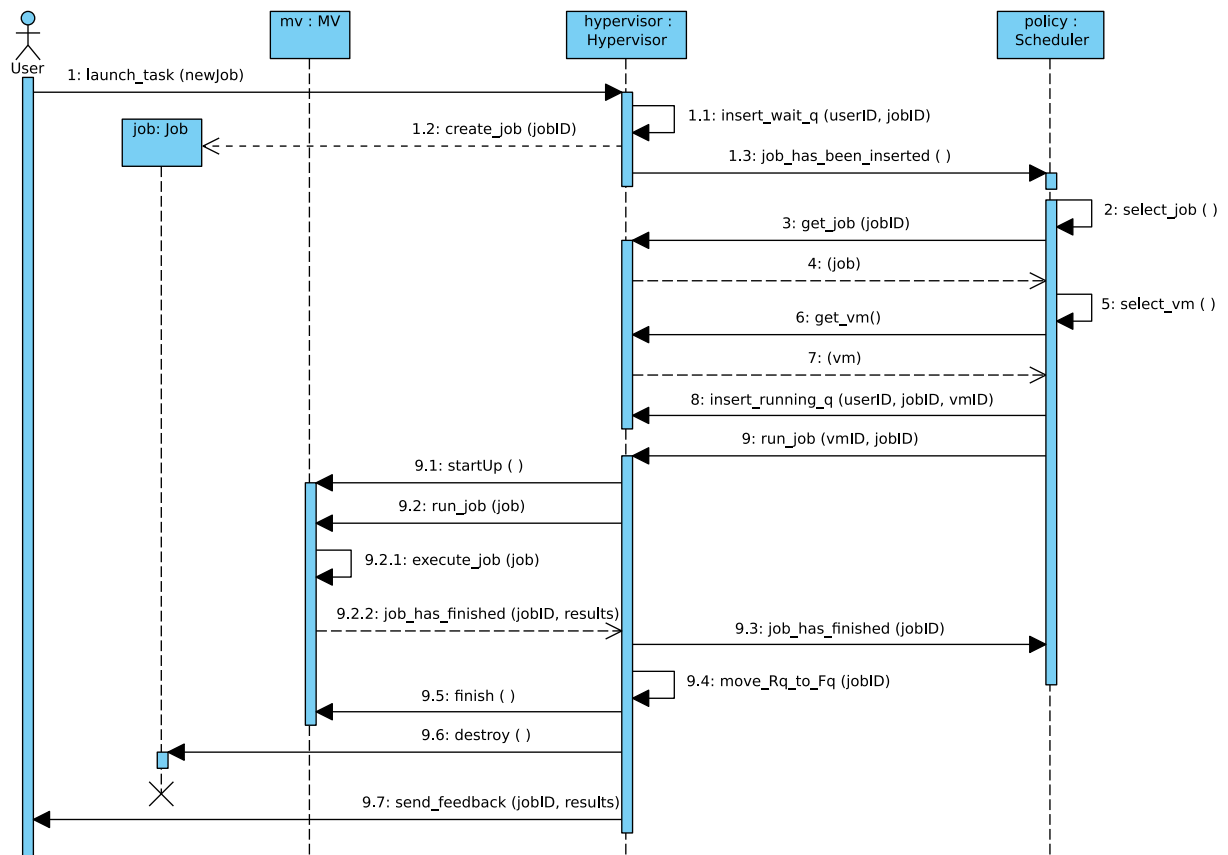 mv : MV
hypervisor :
Hypervisor
policy :
Scheduler
User
1: launch_task (newJob)
job: Job
1.1: insert_wait_q (userID, jobID)
1.2: create_job (jobID)
1.3: job_has_been_inserted ( )
2: select_job ( )
3: get_job (jobID)
4: (job)
5: select_vm ( )
6: get_vm()
7: (vm)
8: insert_running_q (userID, jobID, vmID)
9: run_job (vmID, jobID)
9.1: startUp ( )
9.2: run_job (job)
9.2.1: execute_job (job)
9.2.2: job_has_finished (jobID, results)
9.3: job_has_finished (jobID)
9.4: move_Rq_to_Fq (jobID)
9.5: finish ( )
9.6: destroy ( )
9.7: send_feedback (jobID, results)